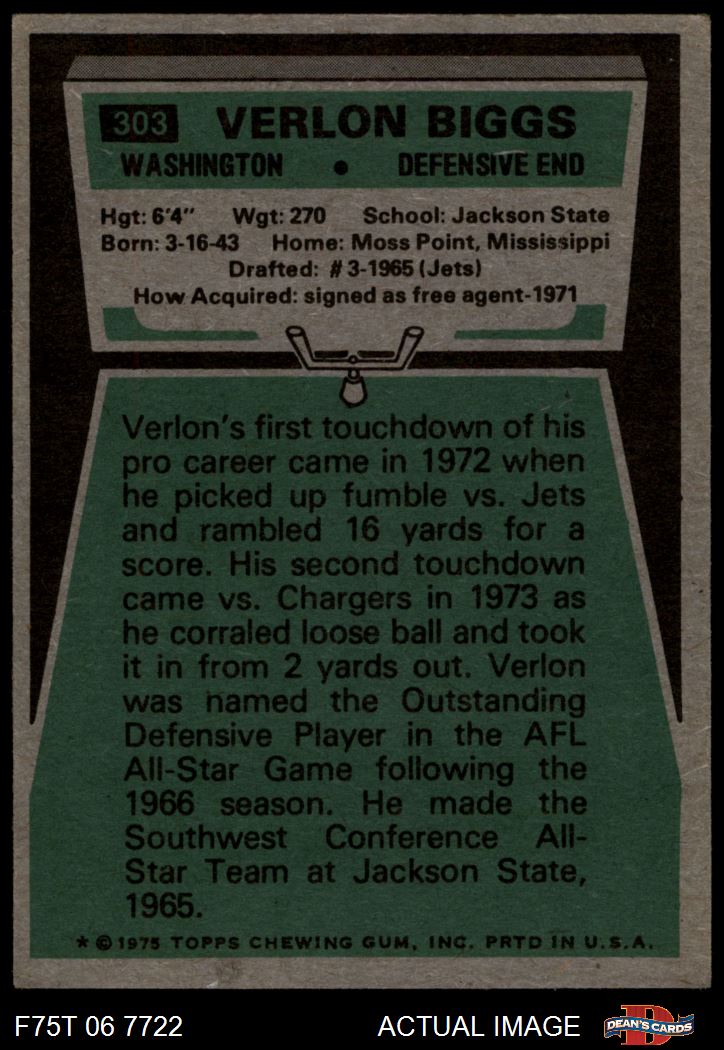 303 VERLON BIGGS
WASHINGTON • DEFENSIVE END
Hgt: 6'4" Wgt: 270 School: Jackson State
Born: 3-16-43 Home: Moss Point, Mississippi
Drafted: #3-1965 (Jets)
How Acquired: signed as free agent-1971
Verlon's first touchdown of his
pro career came in 1972 when
he picked up fumble vs. Jets
and rambled 16 yards for a
score. His second touchdown
came vs. Chargers in 1973 as
he corraled loose ball and took
it in from 2 yards out. Verlon
was named the Outstanding
Defensive Player in the AFL
All-Star Game following the
1966 season. He made the
Southwest Conference All-
Star Team at Jackson State,
1965.
* © 1975 TOPPS CHEWING GUM, INC. PRTD IN U.S.A.
F75T 06 7722 ACTUAL IMAGE DEAN'S CARDS